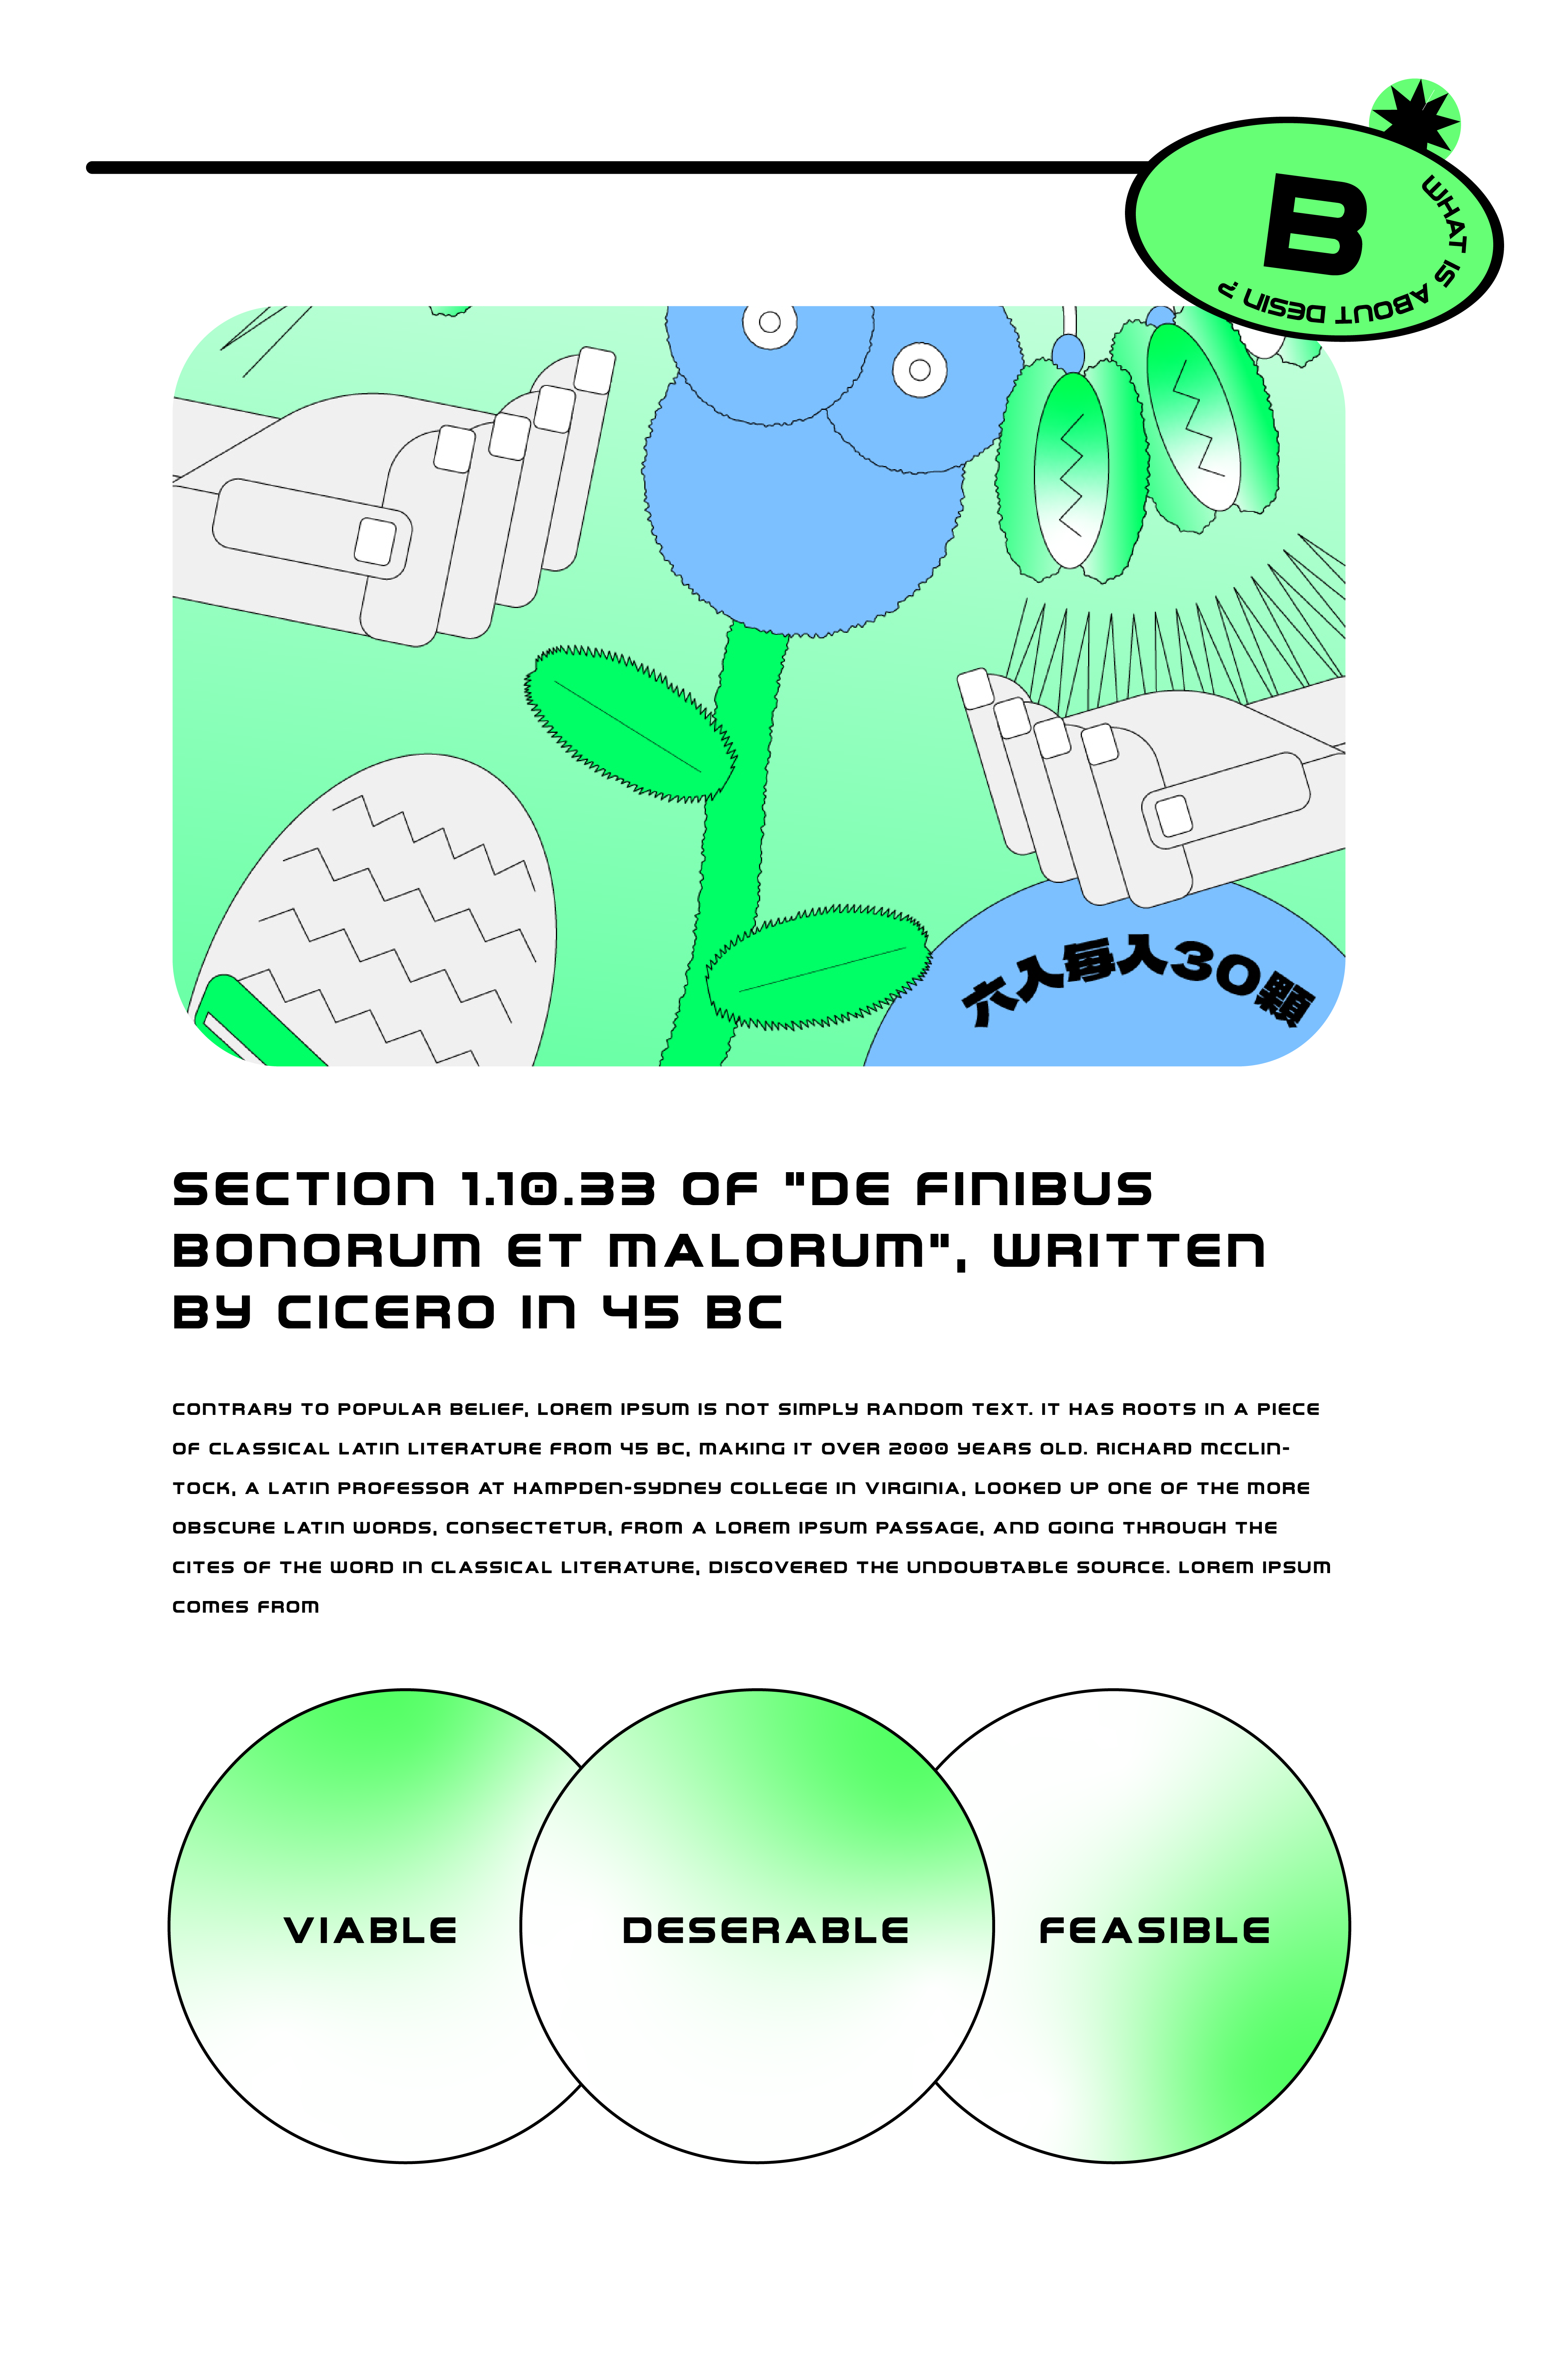 B
WHAT IS ABOUT DESIN ?
六入每入30顆
SECTION 1.10.33 OF "DE FINIBUS
BONORUM ET MALORUM", WRITTEN
BY CICERO IN 45 BC
CONTRARY TO POPULAR BELIEF, LOREM IPSUM IS NOT SIMPLY RANDOM TEXT. IT HAS ROOTS IN A PIECE
OF CLASSICAL LATIN LITERATURE FROM 45 BC, MAKING IT OVER 2000 YEARS OLD. RICHARD MCCLIN-
TOCK, A LATIN PROFESSOR AT HAMPDEN-SYDNEY COLLEGE IN VIRGINIA, LOOKED UP ONE OF THE MORE
OBSCURE LATIN WORDS, CONSECTETUR, FROM A LOREM IPSUM PASSAGE, AND GOING THROUGH THE
CITES OF THE WORD IN CLASSICAL LITERATURE, DISCOVERED THE UNDOUBTABLE SOURCE. LOREM IPSUM
COMES FROM
VIABLE
DESERABLE
FEASIBLE